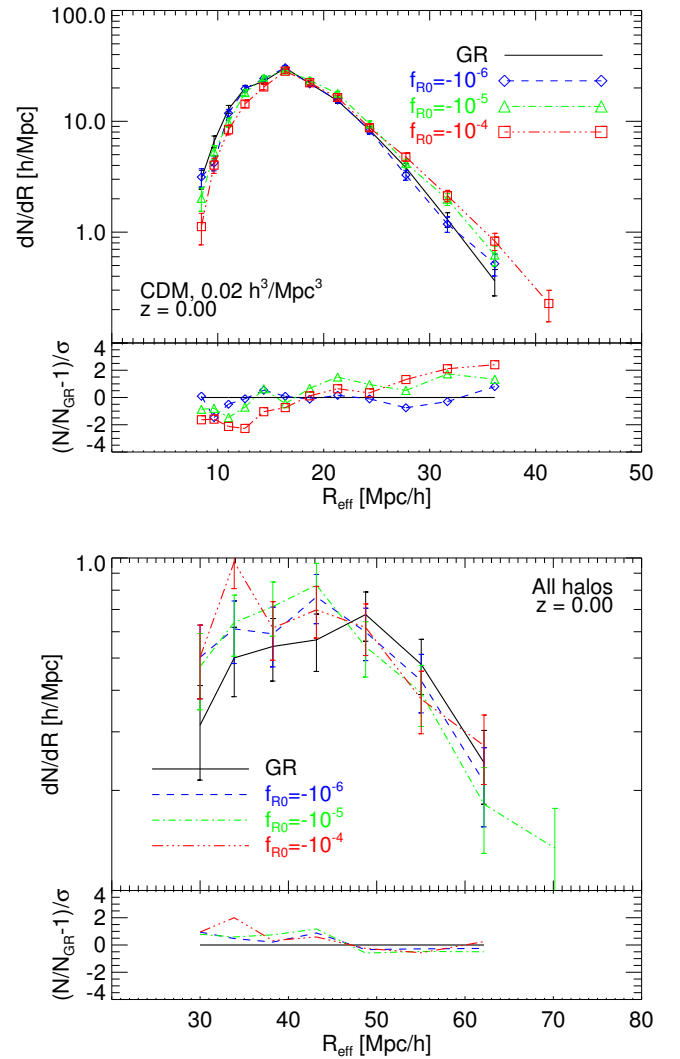 100.0
10.0
1.0
dN/dR [h/Mpc]
GR
f_R0=-10^-6
f_R0=-10^-5
f_R0=-10^-4
CDM, 0.02 h^3/Mpc^3
z = 0.00
4
2
0
-2
-4
(N/N_GR-1)/σ
10 20 30 40 50
R_eff [Mpc/h]
1.0
dN/dR [h/Mpc]
All halos
z = 0.00
GR
f_R0=-10^-6
f_R0=-10^-5
f_R0=-10^-4
4
2
0
-2
-4
(N/N_GR-1)/σ
30 40 50 60 70 80
R_eff [Mpc/h]